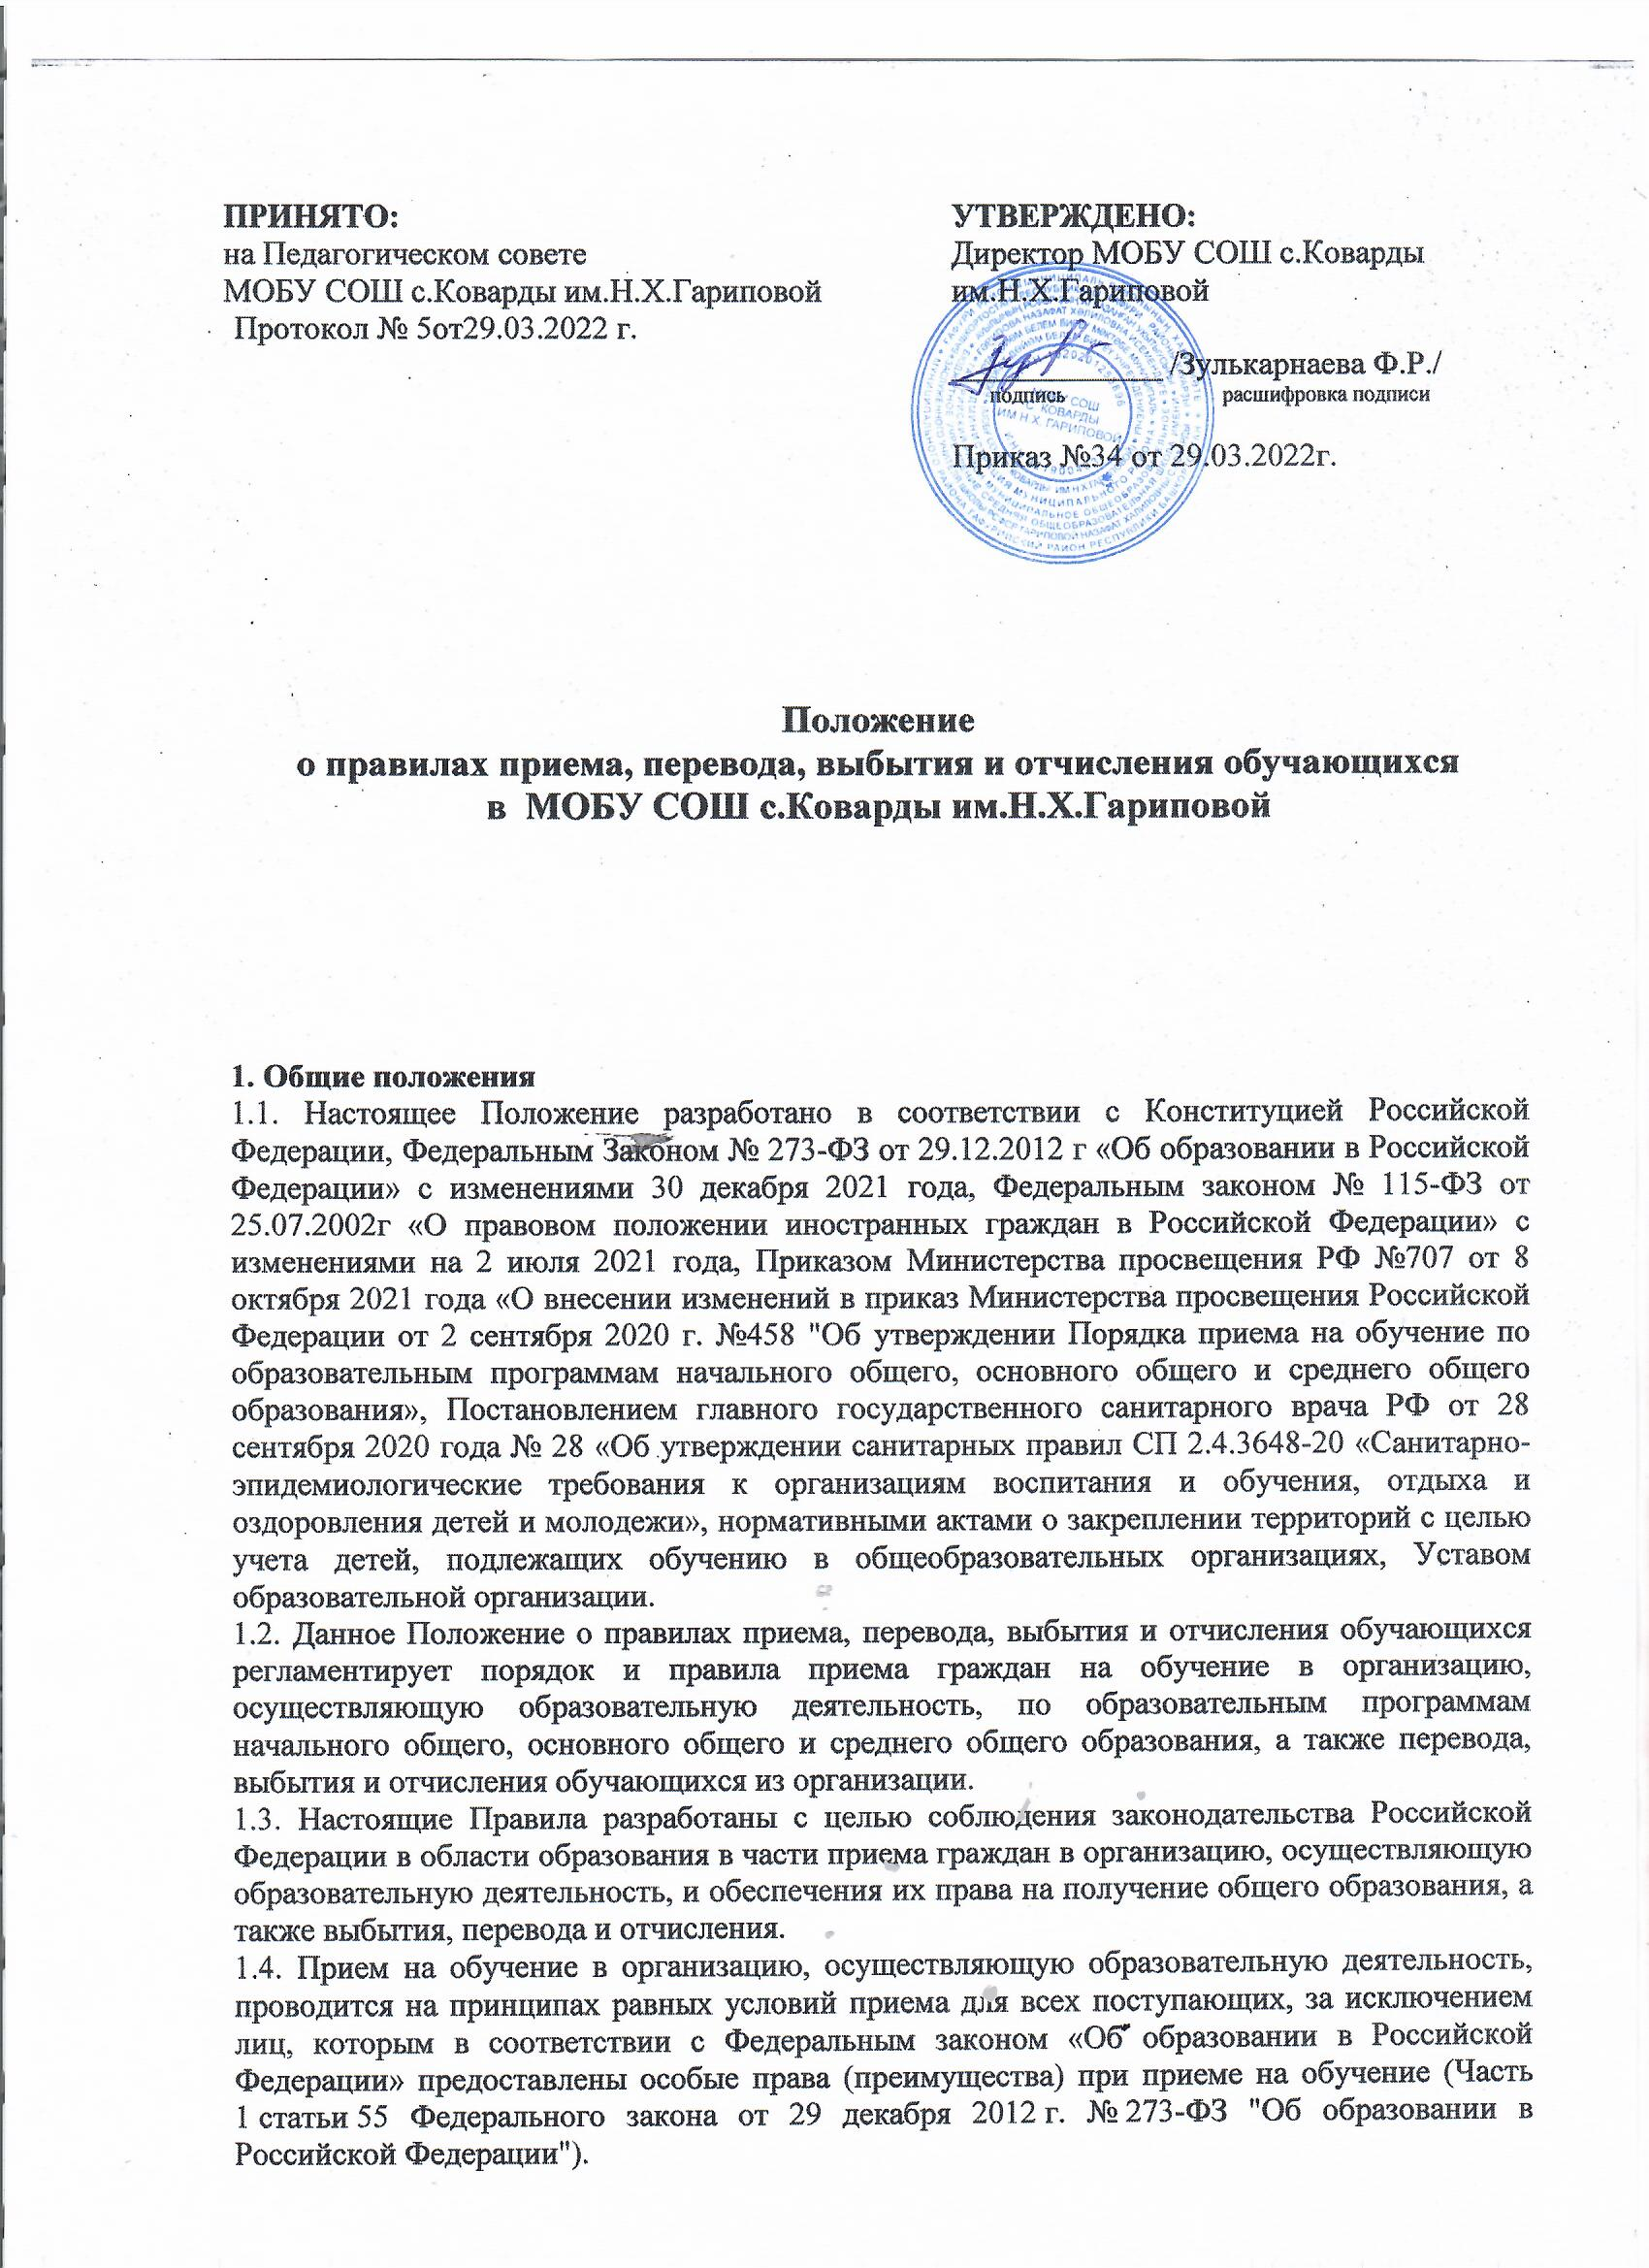 ПРИНЯТО:
на Педагогическом совете
МОБУ СОШ с.Коварды им.Н.Х.Гариповой
Протокол № 5от29.03.2022 г.
УТВЕРЖДЕНО:
Директор МОБУ СОШ с.Коварды
им.Н.Х.Гариповой
/Зулькарнаева Ф.Р./
подпись расшифровка подписи
СОШ
С. КОВАРДЫ
ИМ Н.Х. ГАРИПОВОЙ
Приказ №34 от 29.03.2022г.
Положение
о правилах приема, перевода, выбытия и отчисления обучающихся
в МОБУ СОШ с.Коварды им.Н.Х.Гариповой
1. Общие положения
1.1. Настоящее Положение разработано в соответствии с Конституцией Российской
Федерации, Федеральным Законом № 273-ФЗ от 29.12.2012 г «Об образовании в Российской
Федерации» с изменениями 30 декабря 2021 года, Федеральным законом № 115-ФЗ от
25.07.2002г «О правовом положении иностранных граждан в Российской Федерации» с
изменениями на 2 июля 2021 года, Приказом Министерства просвещения РФ №707 от 8
октября 2021 года «О внесении изменений в приказ Министерства просвещения Российской
Федерации от 2 сентября 2020 г. №458 "Об утверждении Порядка приема на обучение по
образовательным программам начального общего, основного общего и среднего общего
образования», Постановлением главного государственного санитарного врача РФ от 28
сентября 2020 года № 28 «Об утверждении санитарных правил СП 2.4.3648-20 «Санитарно-
эпидемиологические требования к организациям воспитания и обучения, отдыха и
оздоровления детей и молодежи», нормативными актами о закреплении территорий с целью
учета детей, подлежащих обучению в общеобразовательных организациях, Уставом
образовательной организации.
1.2. Данное Положение о правилах приема, перевода, выбытия и отчисления обучающихся
регламентирует порядок и правила приема граждан на обучение в организацию,
осуществляющую образовательную деятельность, по образовательным программам
начального общего, основного общего и среднего общего образования, а также перевода,
выбытия и отчисления обучающихся из организации.
1.3. Настоящие Правила разработаны с целью соблюдения законодательства Российской
Федерации в области образования в части приема граждан в организацию, осуществляющую
образовательную деятельность, и обеспечения их права на получение общего образования, а
также выбытия, перевода и отчисления.
1.4. Прием на обучение в организацию, осуществляющую образовательную деятельность,
проводится на принципах равных условий приема для всех поступающих, за исключением
лиц, которым в соответствии с Федеральным законом «Об образовании в Российской
Федерации» предоставлены особые права (преимущества) при приеме на обучение (Часть
1 статьи 55 Федерального закона от 29 декабря 2012 г. № 273-ФЗ "Об образовании в
Российской Федерации").